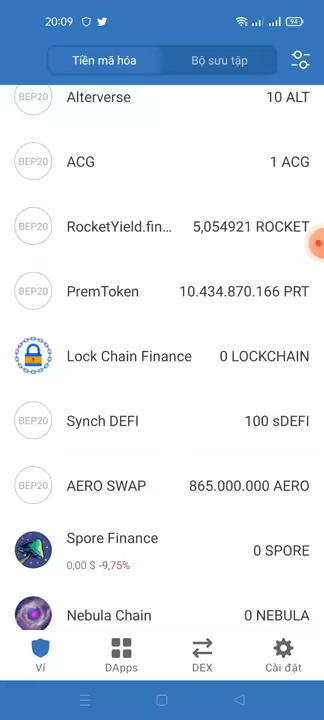 20:09
94
Tiền mã hóa
Bộ sưu tập
BEP20 Alterverse 10 ALT
BEP20 ACG 1 ACG
BEP20 RocketYield.fin... 5,054921 ROCKET
BEP20 PremToken 10.434.870.166 PRT
Lock Chain Finance 0 LOCKCHAIN
BEP20 Synch DEFI 100 sDEFI
BEP20 AERO SWAP 865.000.000 AERO
Spore Finance 0 SPORE
0,00 $ -9,75%
Nebula Chain 0 NEBULA
Ví DApps DEX Cài đặt